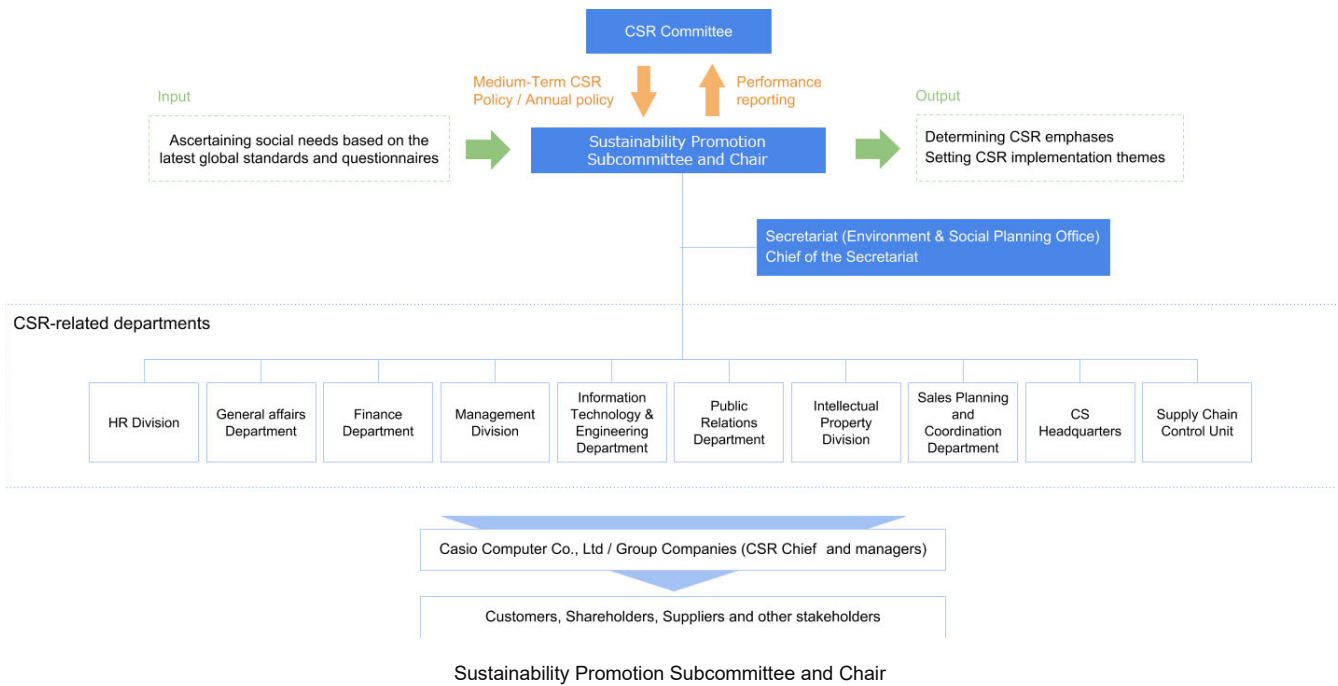 CSR Committee
Medium-Term CSR
Policy / Annual policy
Performance
reporting
Input
Output
Ascertaining social needs based on the
latest global standards and questionnaires
Sustainability Promotion
Subcommittee and Chair
Determining CSR emphases
Setting CSR implementation themes
Secretariat (Environment & Social Planning Office)
Chief of the Secretariat
CSR-related departments
HR Division
General affairs
Department
Finance
Department
Management
Division
Information
Technology &
Engineering
Department
Public
Relations
Department
Intellectual
Property
Division
Sales Planning
and
Coordination
Department
CS
Headquarters
Supply Chain
Control Unit
Casio Computer Co., Ltd / Group Companies (CSR Chief and managers)
Customers, Shareholders, Suppliers and other stakeholders
Sustainability Promotion Subcommittee and Chair